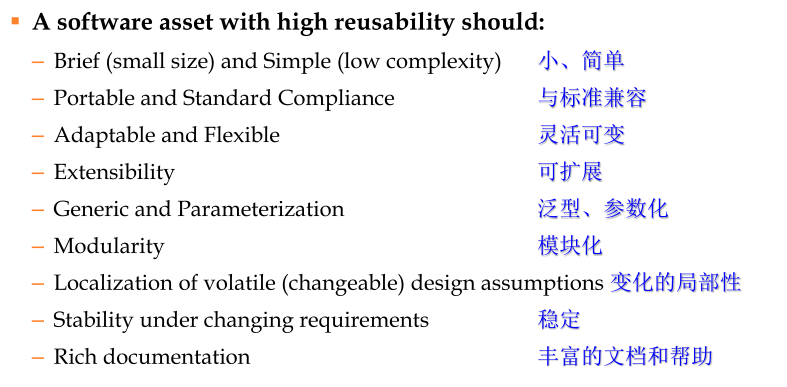 ▪ A software asset with high reusability should:
– Brief (small size) and Simple (low complexity) 小、简单
– Portable and Standard Compliance 与标准兼容
– Adaptable and Flexible 灵活可变
– Extensibility 可扩展
– Generic and Parameterization 泛型、参数化
– Modularity 模块化
– Localization of volatile (changeable) design assumptions 变化的局部性
– Stability under changing requirements 稳定
– Rich documentation 丰富的文档和帮助